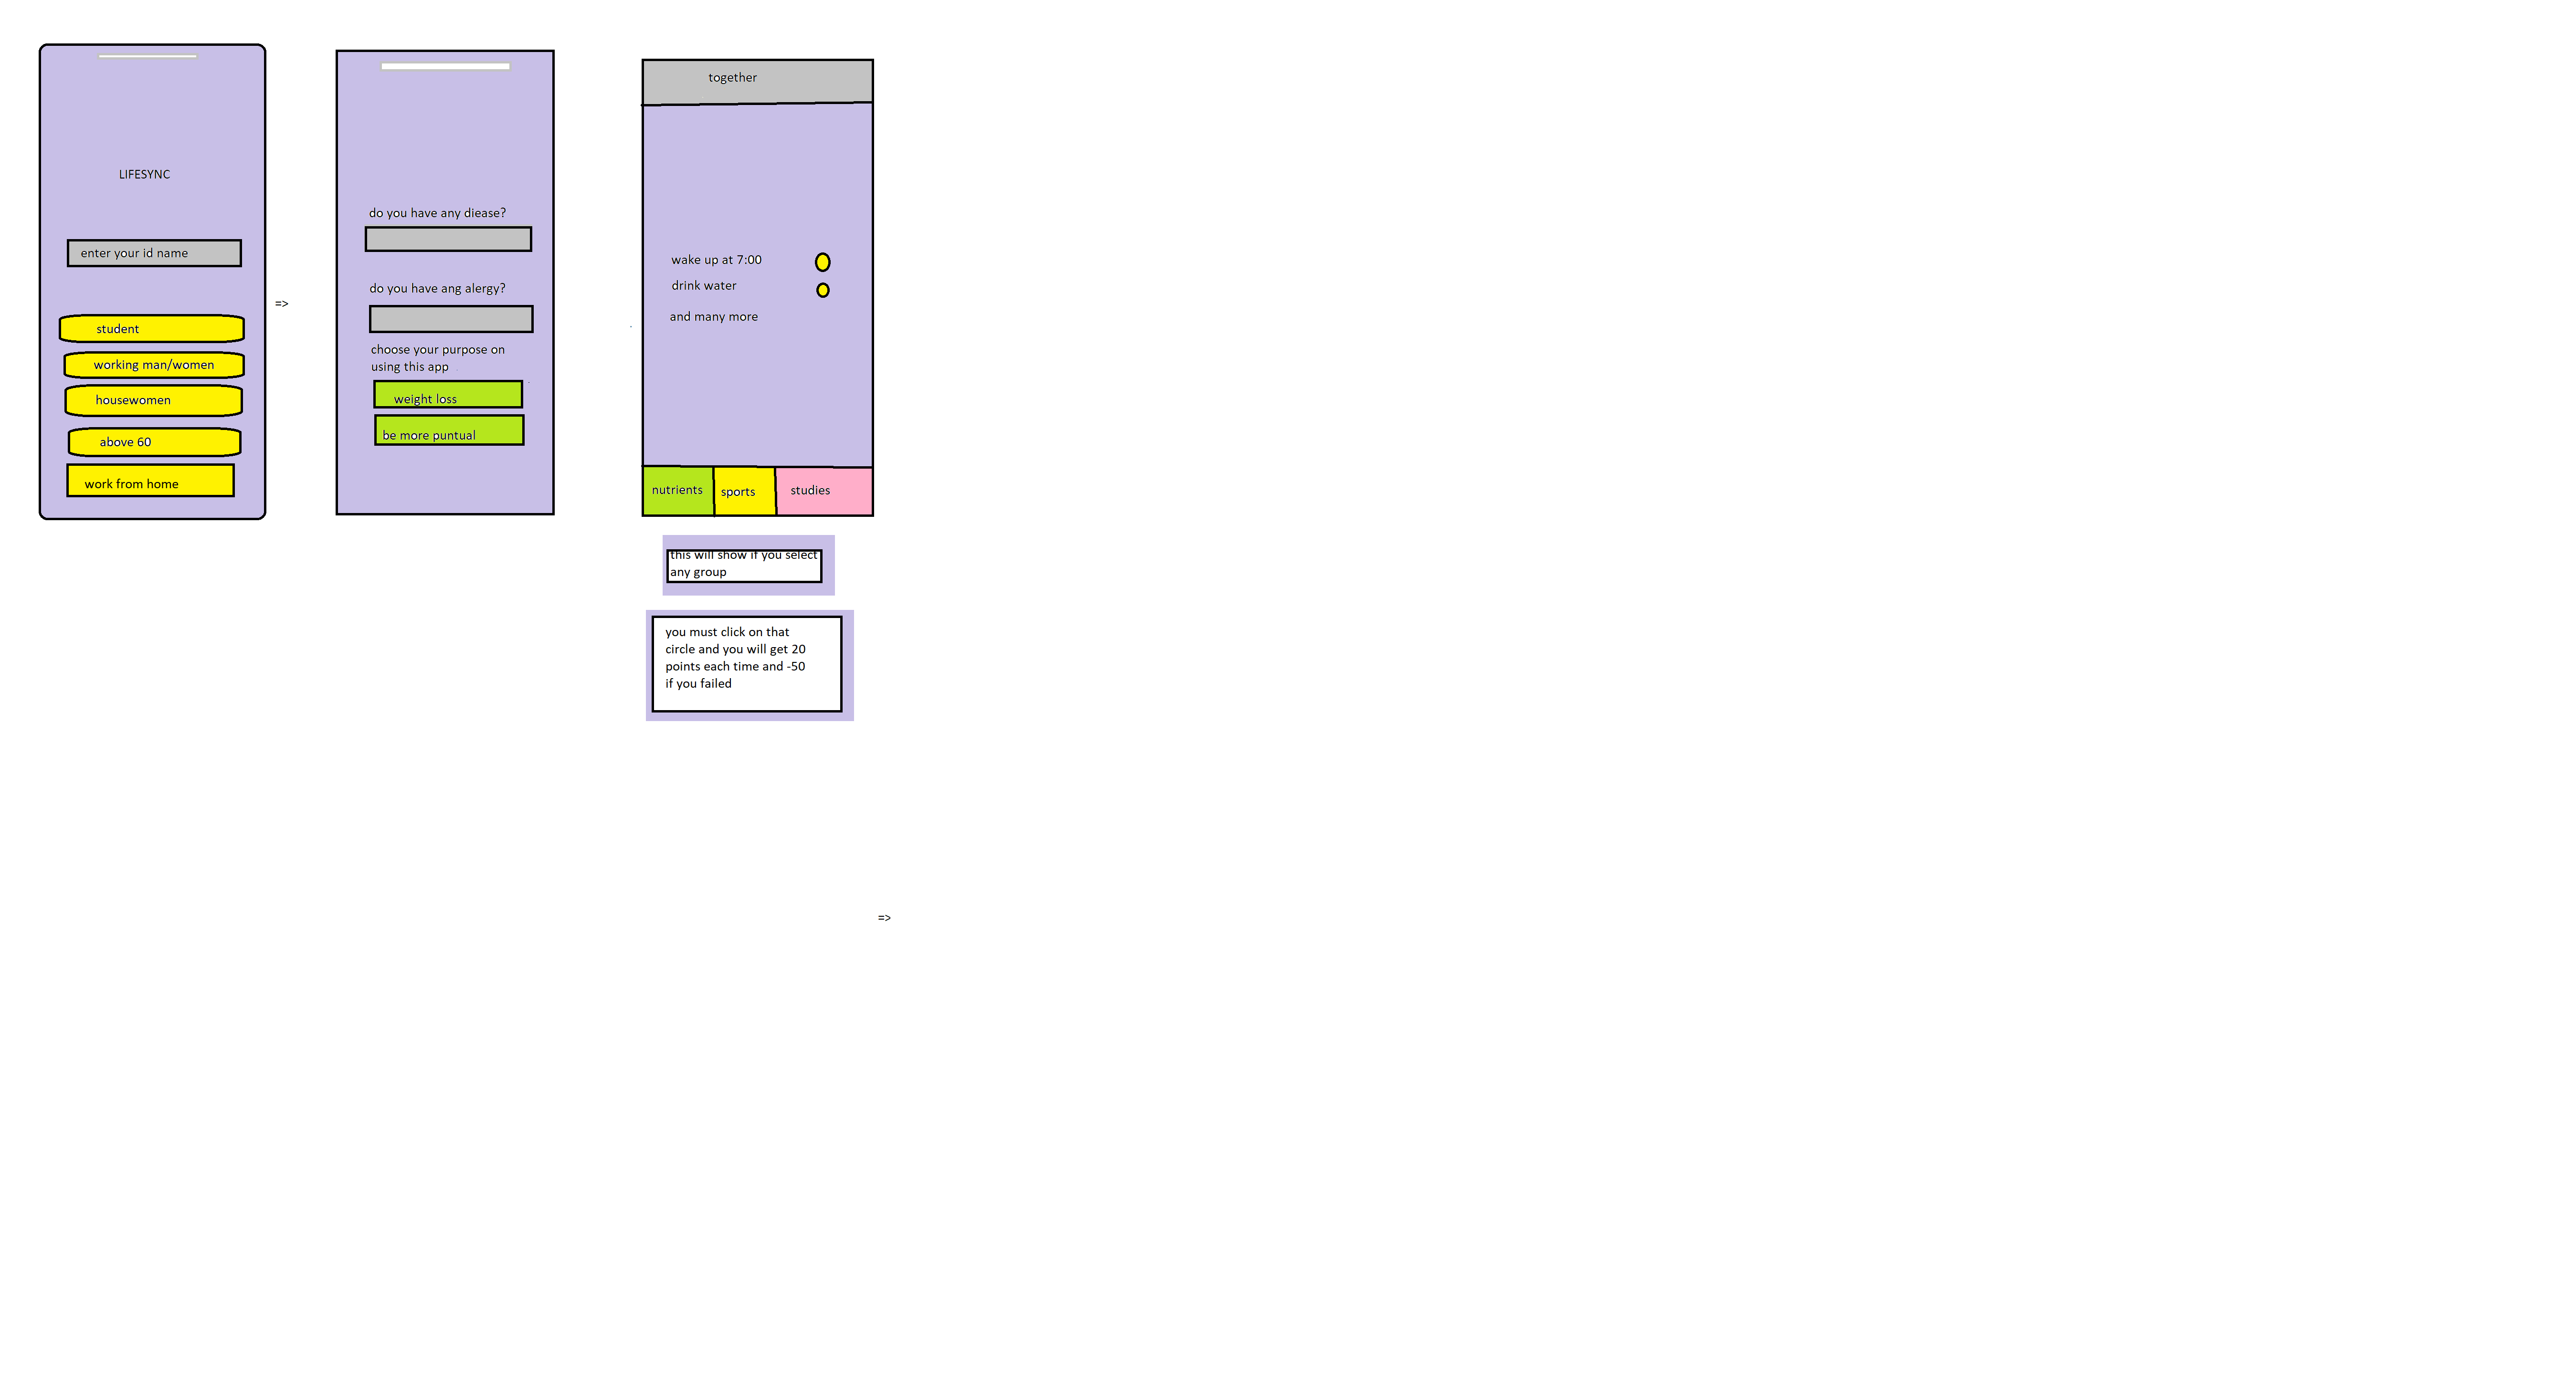 LIFESYNC
enter your id name
student
working man/women
housewomen
above 60
work from home
=>
do you have any diease?
do you have ang alergy?
choose your purpose on
using this app
weight loss
be more puntual
together
wake up at 7:00
drink water
and many more
nutrients
sports
studies
this will show if you select
any group
you must click on that
circle and you will get 20
points each time and -50
if you failed
=>